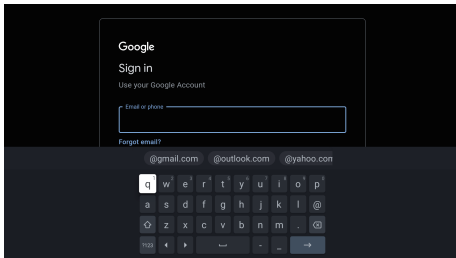 Google
Sign in
Use your Google Account
Email or phone
Forgot email?
@gmail.com @outlook.com @yahoo.com
q w e r t y u i o p
a s d f g h j k l @
z x c v b n m .
?123 - _